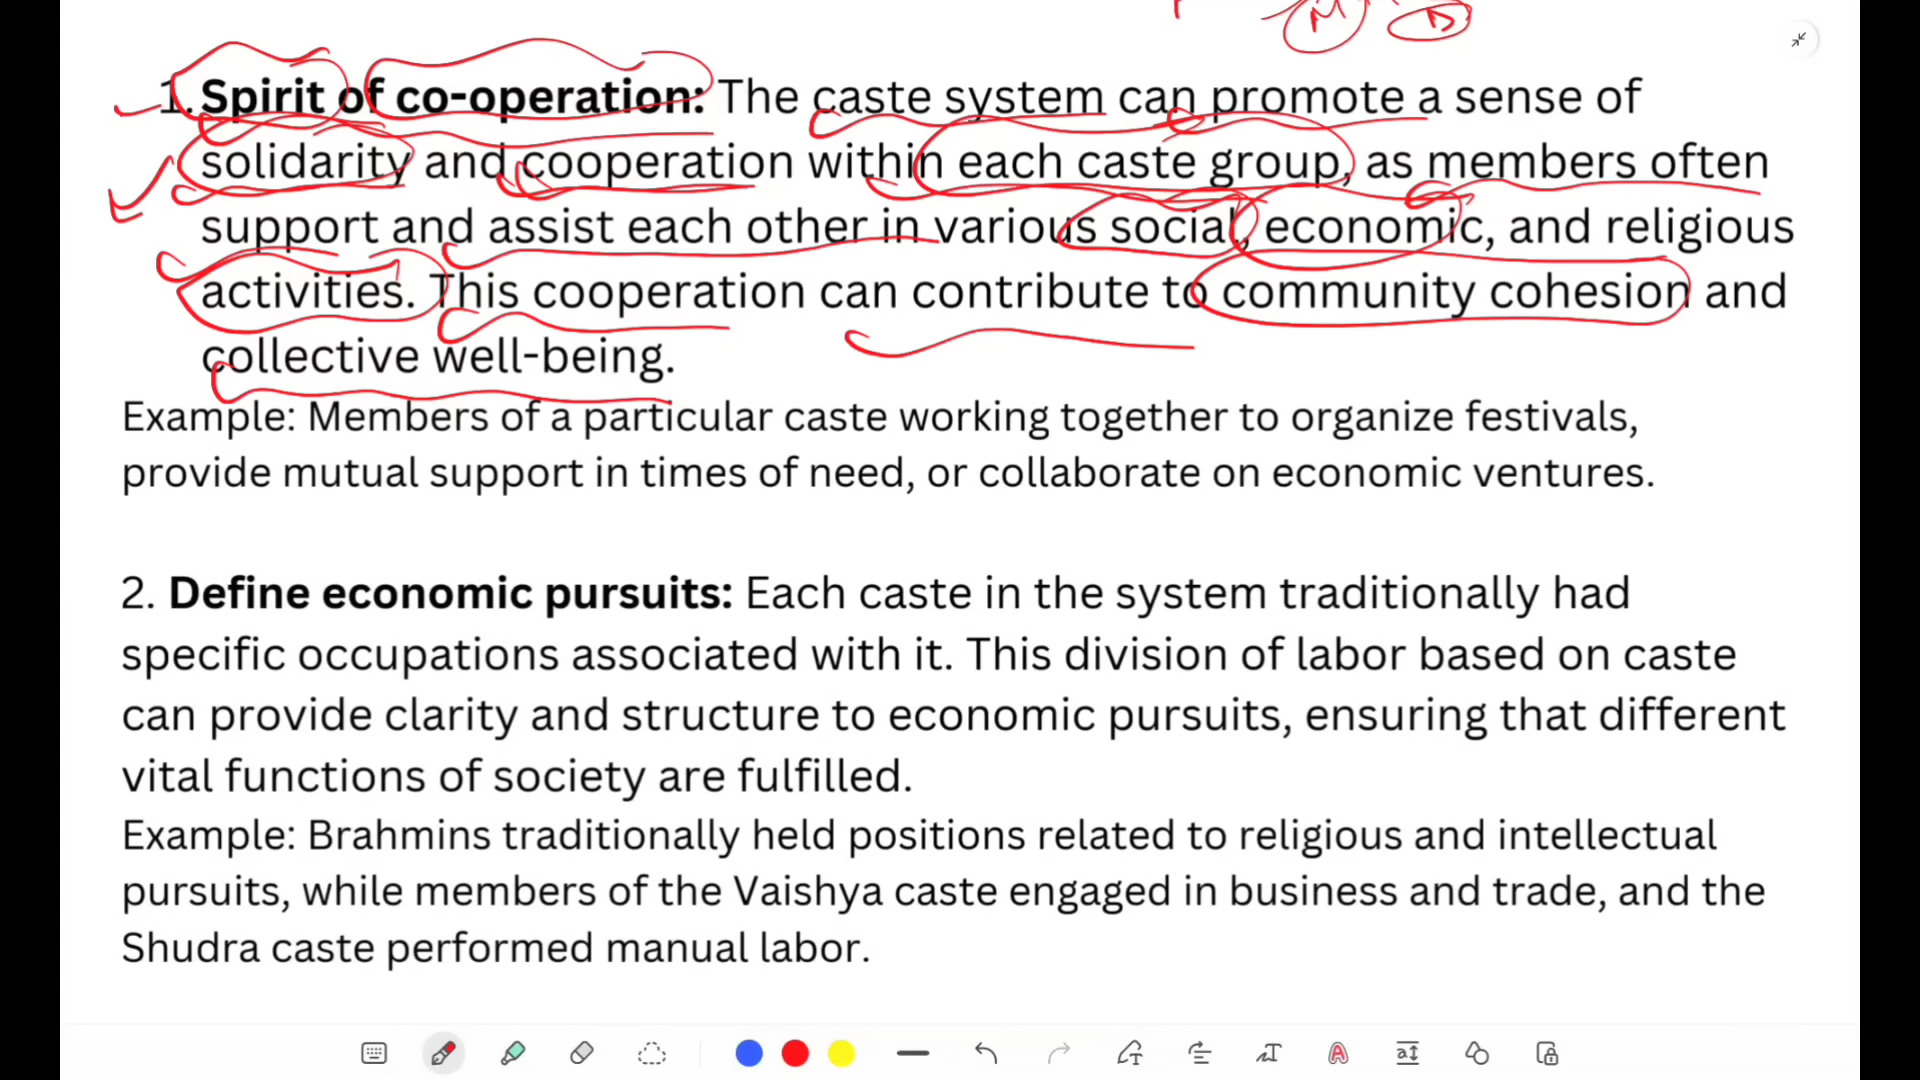 M D
1. Spirit of co-operation: The caste system can promote a sense of
solidarity and cooperation within each caste group, as members often
support and assist each other in various social, economic, and religious
activities. This cooperation can contribute to community cohesion and
collective well-being.
Example: Members of a particular caste working together to organize festivals,
provide mutual support in times of need, or collaborate on economic ventures.
2. Define economic pursuits: Each caste in the system traditionally had
specific occupations associated with it. This division of labor based on caste
can provide clarity and structure to economic pursuits, ensuring that different
vital functions of society are fulfilled.
Example: Brahmins traditionally held positions related to religious and intellectual
pursuits, while members of the Vaishya caste engaged in business and trade, and the
Shudra caste performed manual labor.